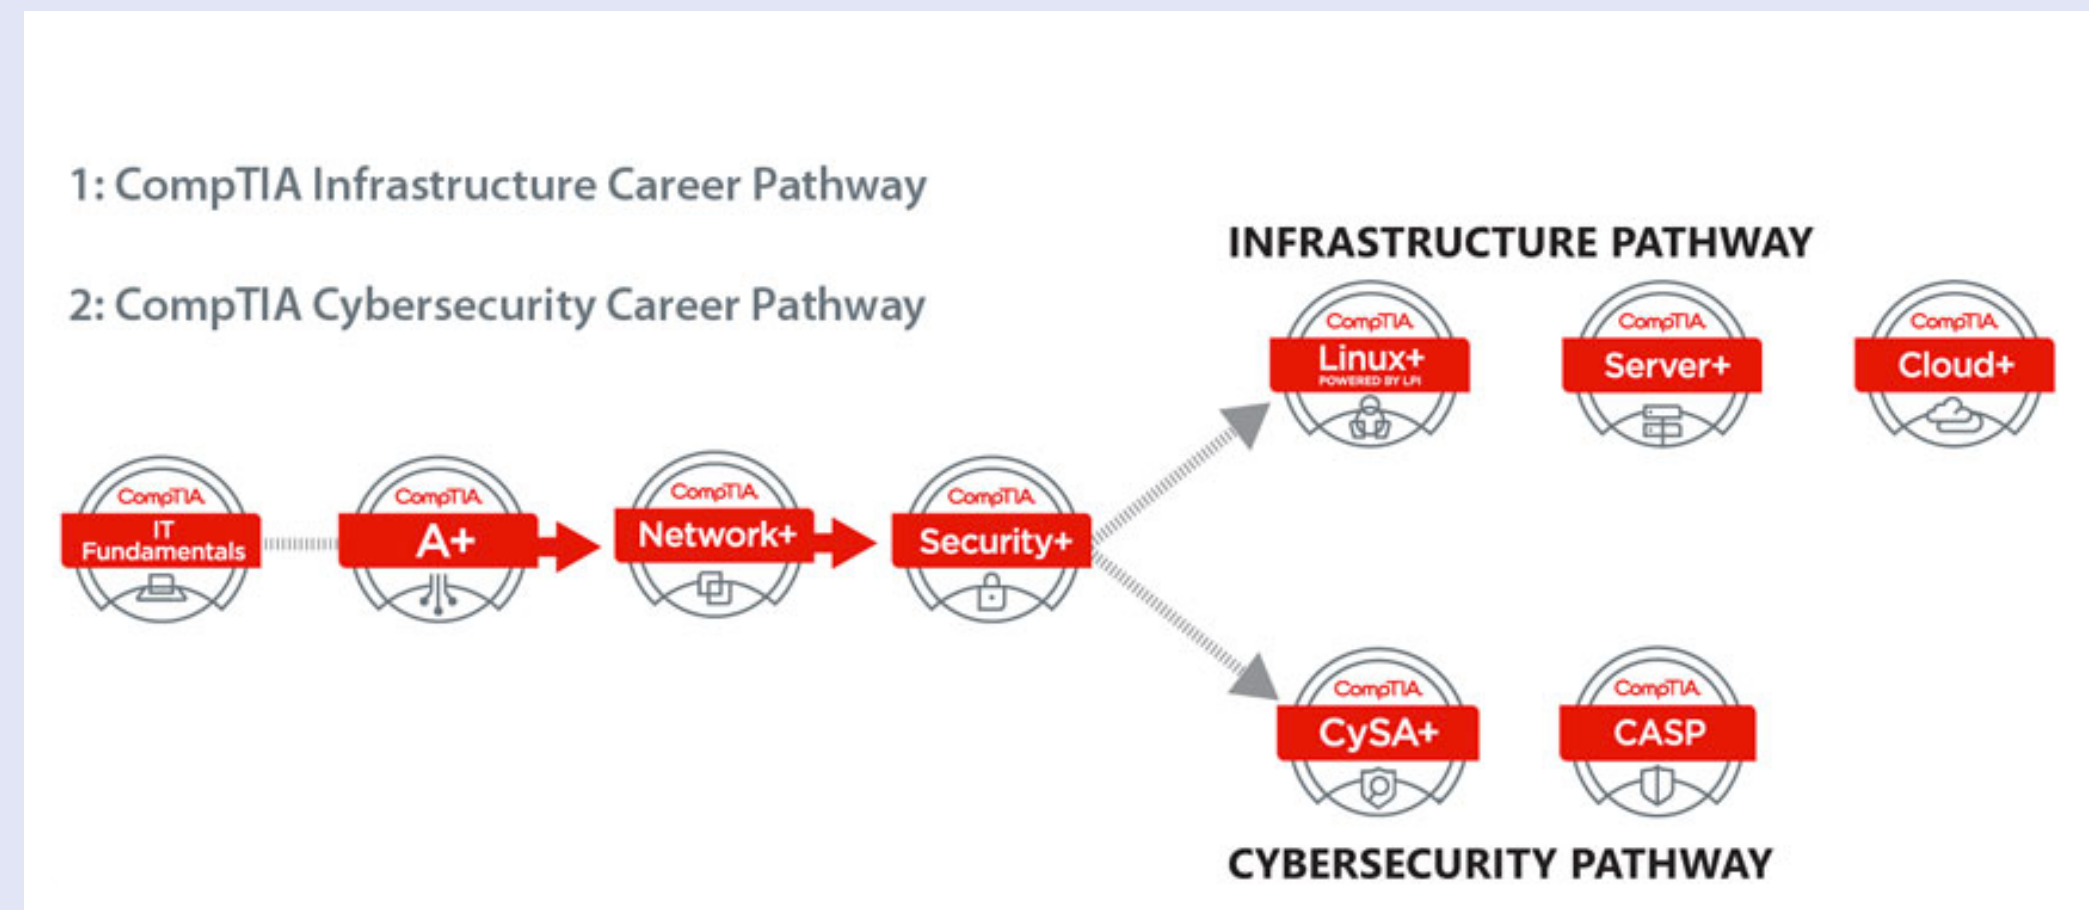 1: CompTIA Infrastructure Career Pathway
2: CompTIA Cybersecurity Career Pathway
INFRASTRUCTURE PATHWAY
CompTIA
Linux+
POWERED BY LPI
CompTIA
Server+
CompTIA
Cloud+
CompTIA
IT
Fundamentals
CompTIA
A+
CompTIA
Network+
CompTIA
Security+
CompTIA
CySA+
CompTIA
CASP
CYBERSECURITY PATHWAY